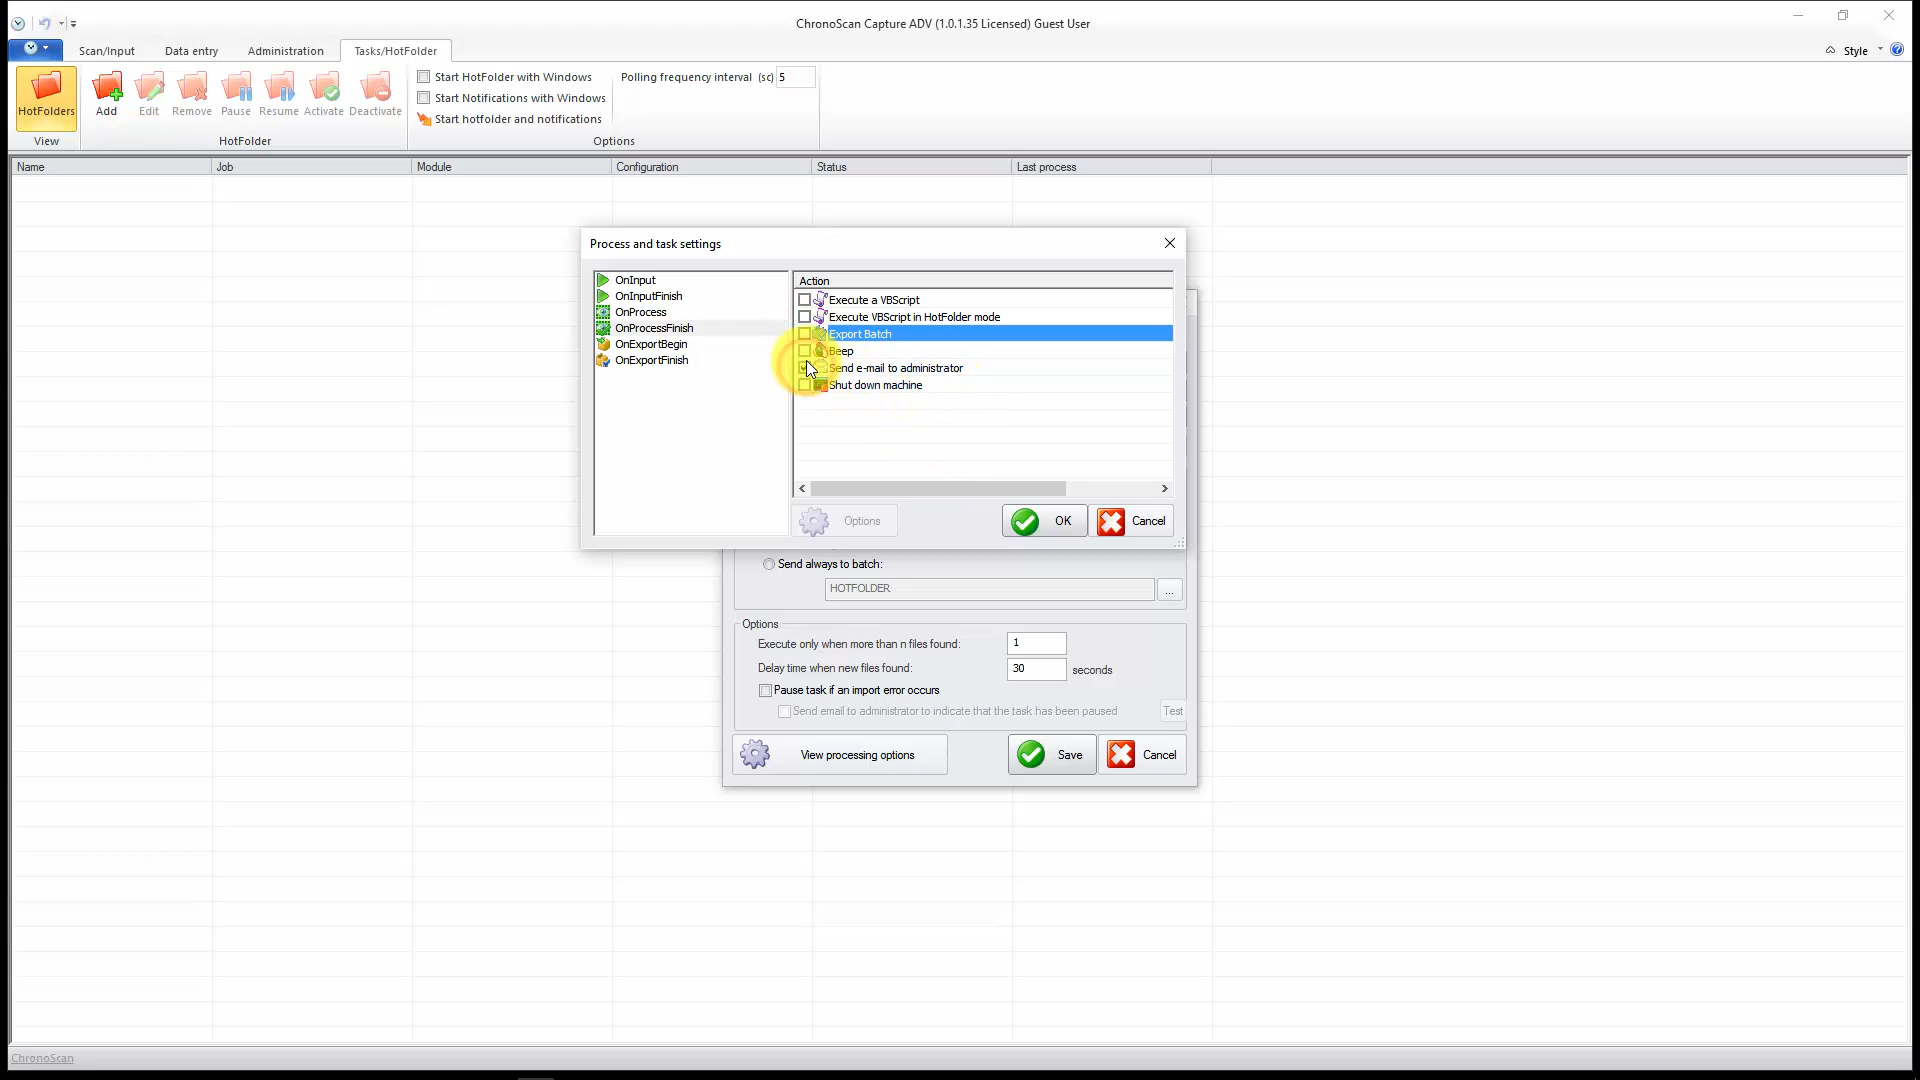 ChronoScan Capture ADV (1.0.1.35 Licensed) Guest User
Scan/Input Data entry Administration Tasks/HotFolder Style
HotFolders Add Edit Remove Pause Resume Activate Deactivate
View HotFolder
Start HotFolder with Windows Polling frequency interval (sc) 5
Start Notifications with Windows
Start hotfolder and notifications
Options
Name Job Module Configuration Status Last process
Process and task settings
OnInput
OnInputFinish
OnProcess
OnProcessFinish
OnExportBegin
OnExportFinish
Action
Execute a VBScript
Execute VBScript in HotFolder mode
Export Batch
Beep
Send e-mail to administrator
Shut down machine
Options OK Cancel
Send always to batch:
HOTFOLDER ...
Options
Execute only when more than n files found: 1
Delay time when new files found: 30 seconds
Pause task if an import error occurs
Send email to administrator to indicate that the task has been paused Test
View processing options Save Cancel
ChronoScan